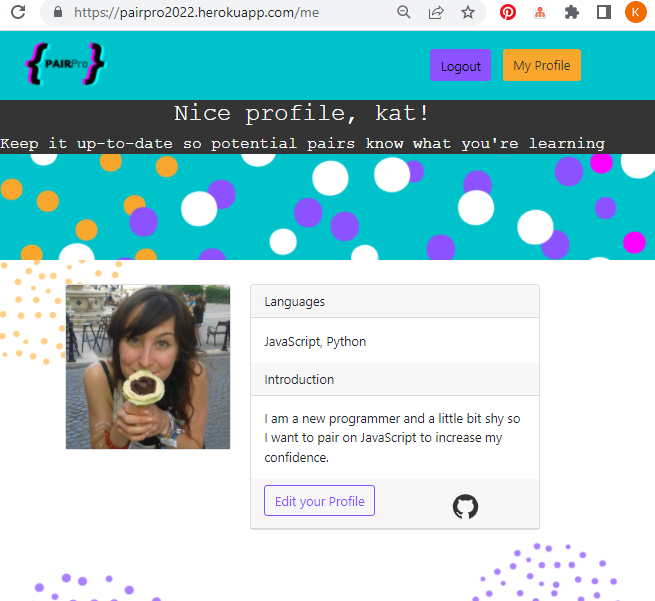 https://pairpro2022.herokuapp.com/me
K
{PAIRPro}
Logout
My Profile
Nice profile, kat!
Keep it up-to-date so potential pairs know what you're learning
Languages
JavaScript, Python
Introduction
I am a new programmer and a little bit shy so
I want to pair on JavaScript to increase my
confidence.
Edit your Profile